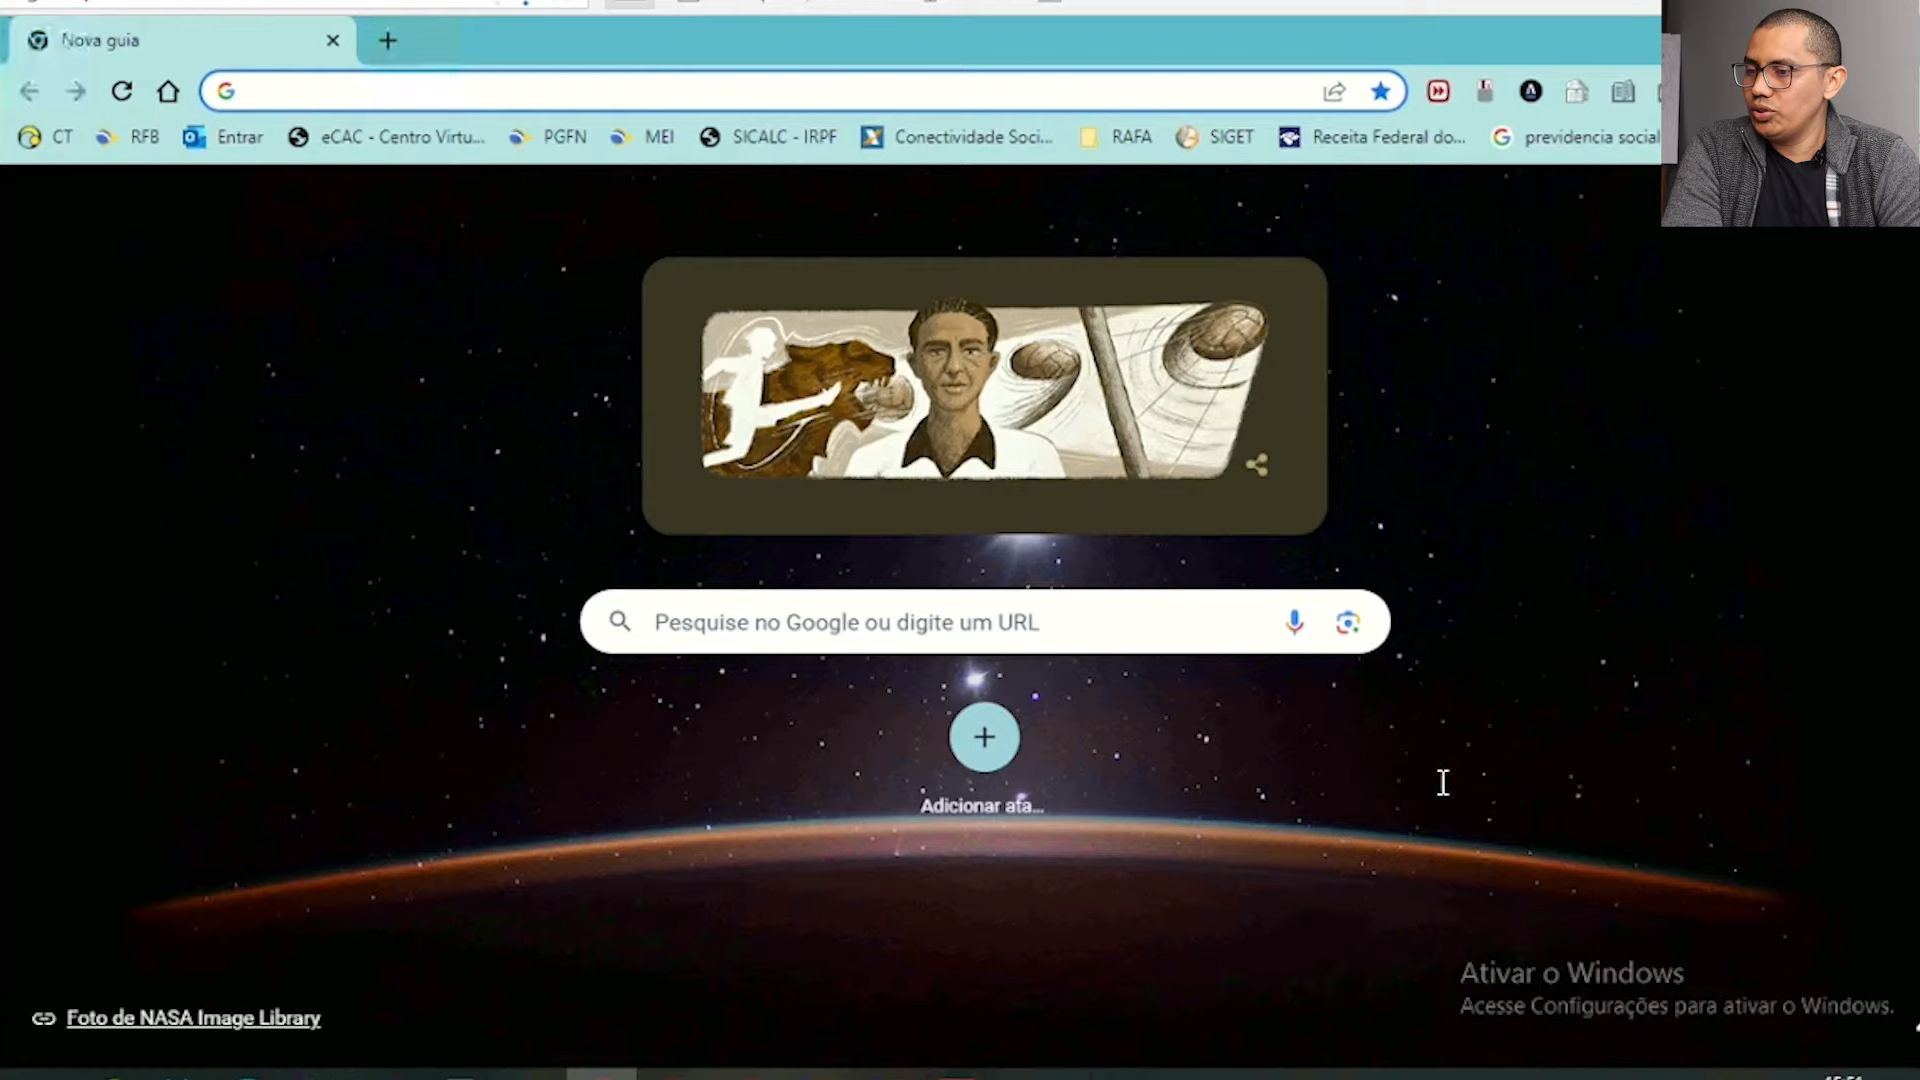 Nova guia
CT RFB Entrar eCAC - Centro Virtu... PGFN MEI SICALC - IRPF Conectividade Soci... RAFA SIGET Receita Federal do... previdencia social
Pesquise no Google ou digite um URL
Adicionar ata...
Ativar o Windows
Acesse Configurações para ativar o Windows.
Foto de NASA Image Library